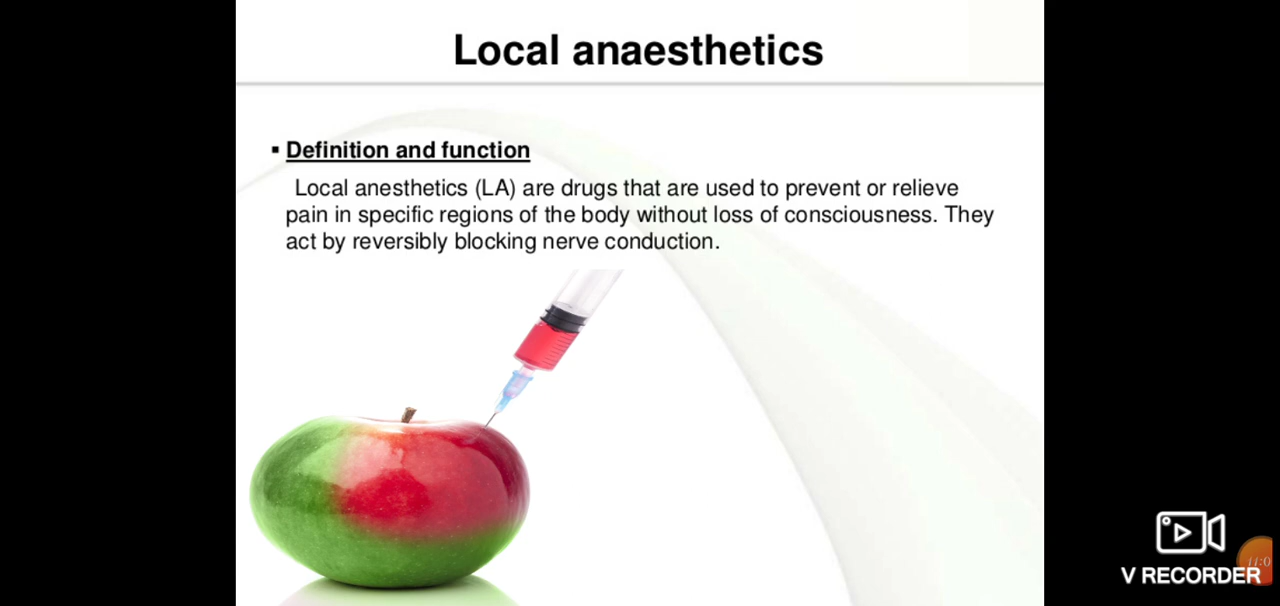 Local anaesthetics
▪ Definition and function
Local anesthetics (LA) are drugs that are used to prevent or relieve
pain in specific regions of the body without loss of consciousness. They
act by reversibly blocking nerve conduction.
V RECORDER